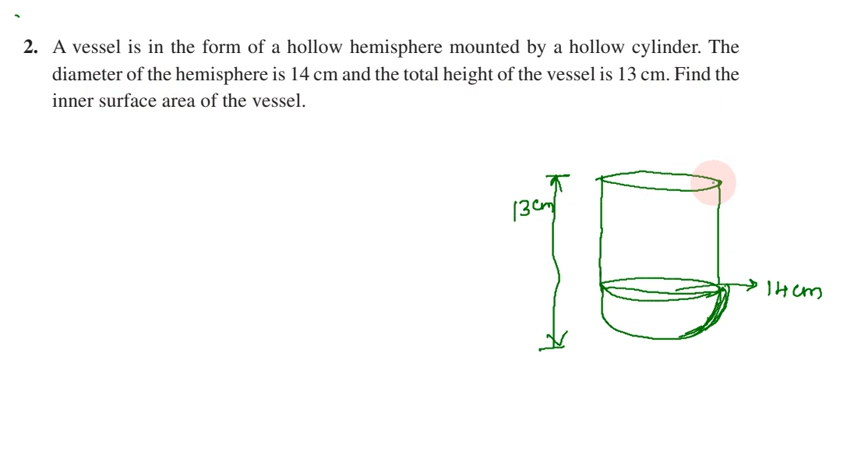 2. A vessel is in the form of a hollow hemisphere mounted by a hollow cylinder. The
diameter of the hemisphere is 14 cm and the total height of the vessel is 13 cm. Find the
inner surface area of the vessel.
13cm
14cm